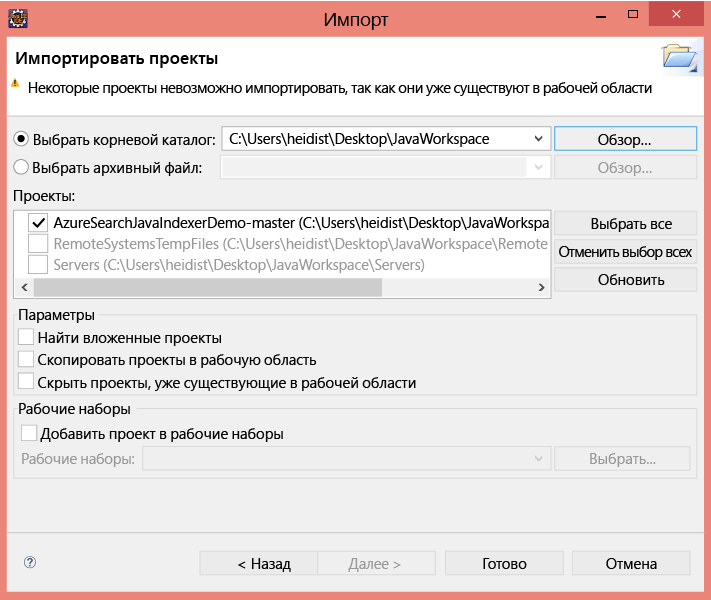 Импорт
Импортировать проекты
Некоторые проекты невозможно импортировать, так как они уже существуют в рабочей области
Выбрать корневой каталог: C:\Users\heidist\Desktop\JavaWorkspace Обзор...
Выбрать архивный файл: Обзор...
Проекты:
AzureSearchJavaIndexerDemo-master (C:\Users\heidist\Desktop\JavaWorkspa Выбрать все
RemoteSystemsTempFiles (C:\Users\heidist\Desktop\JavaWorkspace\Remote Отменить выбор всех
Servers (C:\Users\heidist\Desktop\JavaWorkspace\Servers) Обновить
Параметры
Найти вложенные проекты
Скопировать проекты в рабочую область
Скрыть проекты, уже существующие в рабочей области
Рабочие наборы
Добавить проект в рабочие наборы
Рабочие наборы: Выбрать...
? < Назад Далее > Готово Отмена